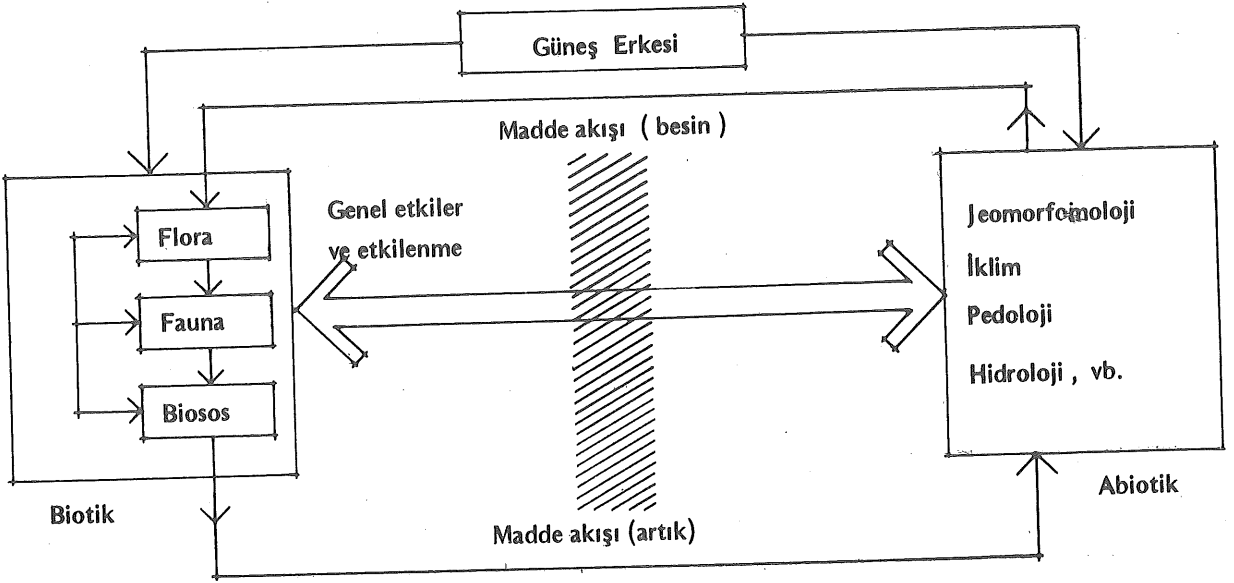 Güneş Erkesi
Madde akışı ( besin )
Genel etkiler
ve etkilenme
Flora
Fauna
Biosos
Biotik
Jeomorfoimoloji
İklim
Pedoloji
Hidroloji , vb.
Abiotik
Madde akışı (artık)